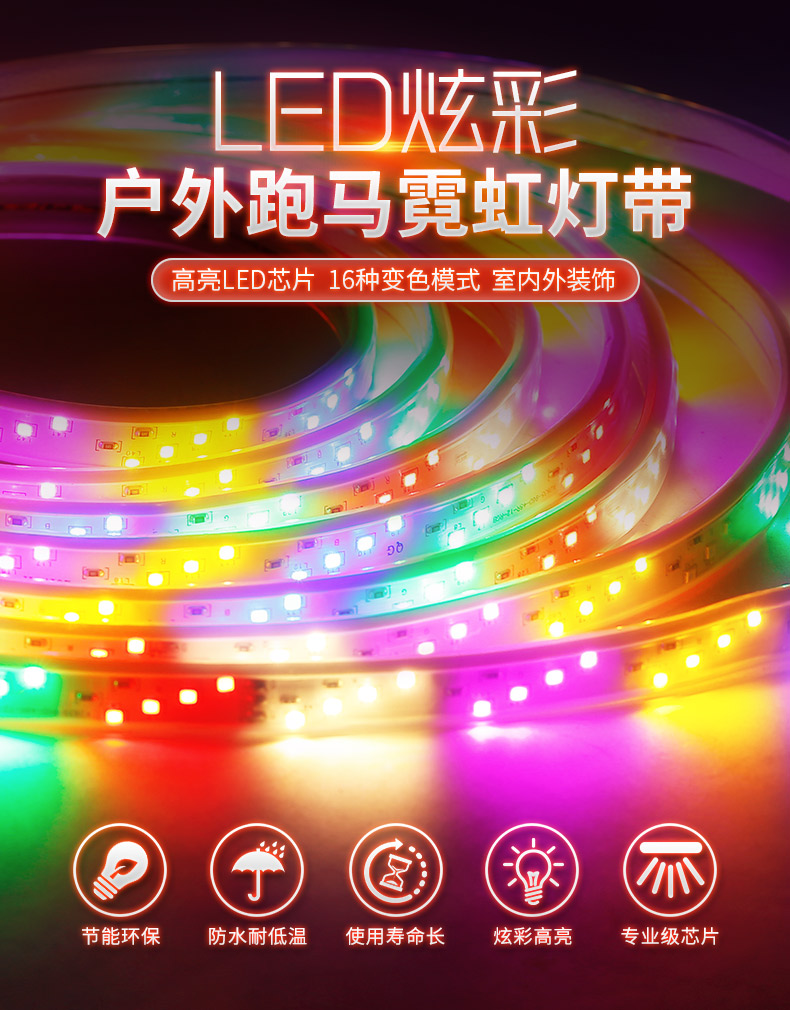 LED炫彩
户外跑马霓虹灯带
高亮LED芯片 16种变色模式 室内外装饰
节能环保
防水耐低温
使用寿命长
炫彩高亮
专业级芯片